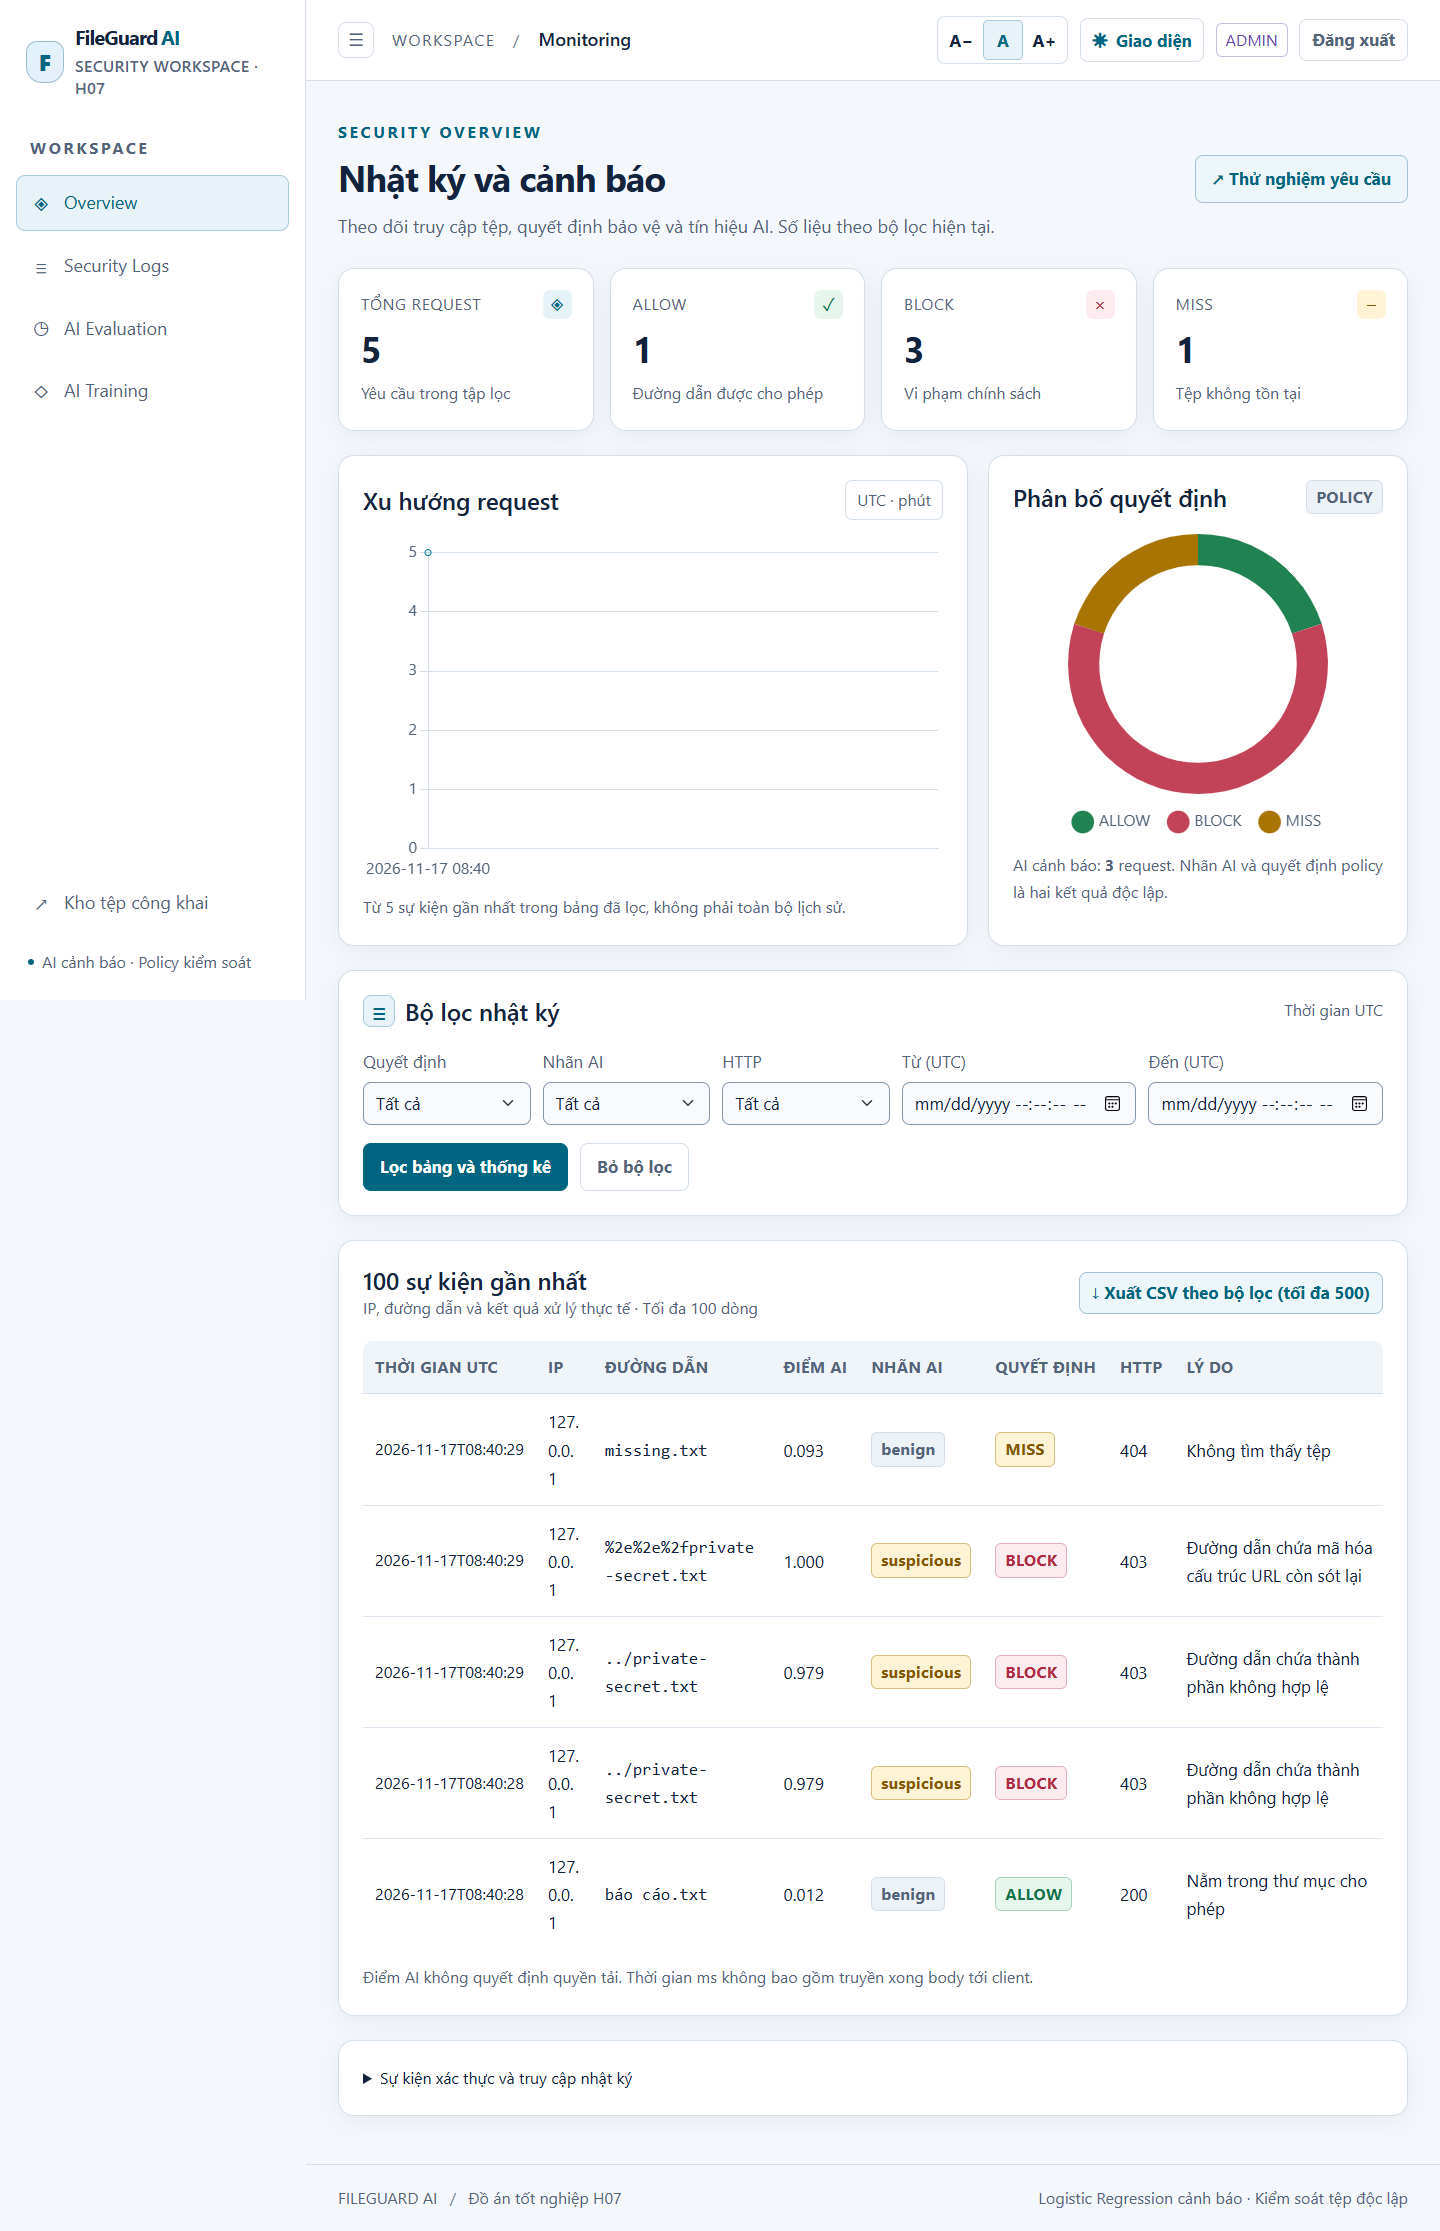 F
FileGuard AI
SECURITY WORKSPACE ·
H07
WORKSPACE
Overview
Security Logs
AI Evaluation
AI Training
Kho tệp công khai
AI cảnh báo · Policy kiểm soát
WORKSPACE / Monitoring
A− A A+
Giao diện
ADMIN
Đăng xuất
SECURITY OVERVIEW
Nhật ký và cảnh báo
↗ Thử nghiệm yêu cầu
Theo dõi truy cập tệp, quyết định bảo vệ và tín hiệu AI. Số liệu theo bộ lọc hiện tại.
TỔNG REQUEST
5
Yêu cầu trong tập lọc
ALLOW
1
Đường dẫn được cho phép
BLOCK
3
Vi phạm chính sách
MISS
1
Tệp không tồn tại
Xu hướng request
UTC · phút
5
4
3
2
1
0
2026-11-17 08:40
Từ 5 sự kiện gần nhất trong bảng đã lọc, không phải toàn bộ lịch sử.
Phân bố quyết định
POLICY
ALLOW BLOCK MISS
AI cảnh báo: 3 request. Nhãn AI và quyết định policy
là hai kết quả độc lập.
Bộ lọc nhật ký
Thời gian UTC
Quyết định Nhãn AI HTTP Từ (UTC) Đến (UTC)
Tất cả Tất cả Tất cả mm/dd/yyyy --:--:-- -- mm/dd/yyyy --:--:-- --
Lọc bảng và thống kê Bỏ bộ lọc
100 sự kiện gần nhất
IP, đường dẫn và kết quả xử lý thực tế · Tối đa 100 dòng
↓ Xuất CSV theo bộ lọc (tối đa 500)
THỜI GIAN UTC IP ĐƯỜNG DẪN ĐIỂM AI NHÃN AI QUYẾT ĐỊNH HTTP LÝ DO
127.
2026-11-17T08:40:29 0.0. missing.txt 0.093 benign MISS 404 Không tìm thấy tệp
1
127. %2e%2e%2fprivate Đường dẫn chứa mã hóa
2026-11-17T08:40:29 0.0. 1.000 suspicious BLOCK 403
1 -secret.txt cấu trúc URL còn sót lại
127. ../private- Đường dẫn chứa thành
2026-11-17T08:40:29 0.0. 0.979 suspicious BLOCK 403
1 secret.txt phần không hợp lệ
127. ../private- Đường dẫn chứa thành
2026-11-17T08:40:28 0.0. 0.979 suspicious BLOCK 403
1 secret.txt phần không hợp lệ
127. Nằm trong thư mục cho
2026-11-17T08:40:28 0.0. báo cáo.txt 0.012 benign ALLOW 200
1 phép
Điểm AI không quyết định quyền tải. Thời gian ms không bao gồm truyền xong body tới client.
▶ Sự kiện xác thực và truy cập nhật ký
FILEGUARD AI / Đồ án tốt nghiệp H07
Logistic Regression cảnh báo · Kiểm soát tệp độc lập